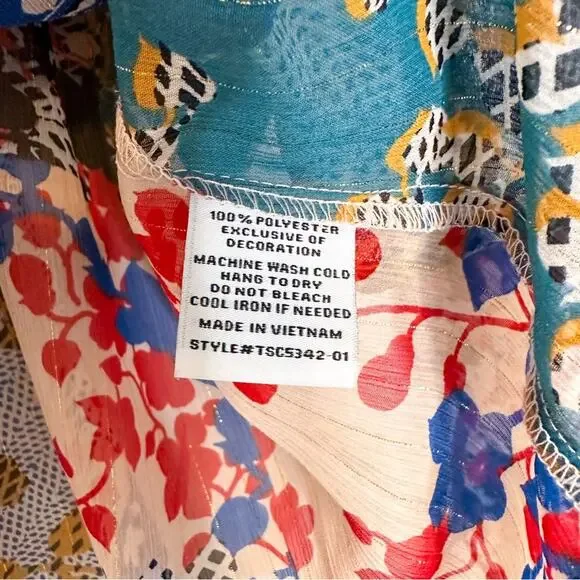 100% POLYESTER
EXCLUSIVE OF
DECORATION
MACHINE WASH COLD
HANG TO DRY
DO NOT BLEACH
COOL IRON IF NEEDED
MADE IN VIETNAM
STYLE#TSC5342-01